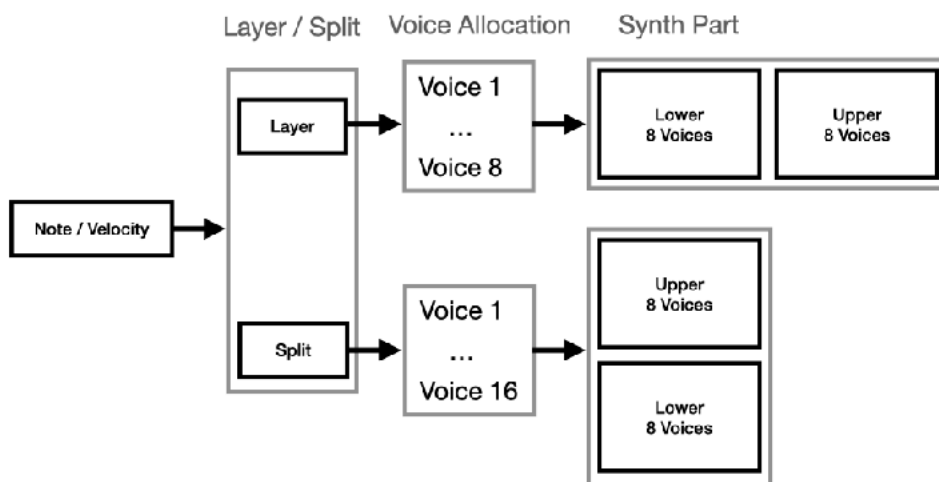 Layer / Split
Voice Allocation
Synth Part
Note / Velocity
Layer
Voice 1
...
Voice 8
Lower
8 Voices
Upper
8 Voices
Split
Voice 1
...
Voice 16
Upper
8 Voices
Lower
8 Voices